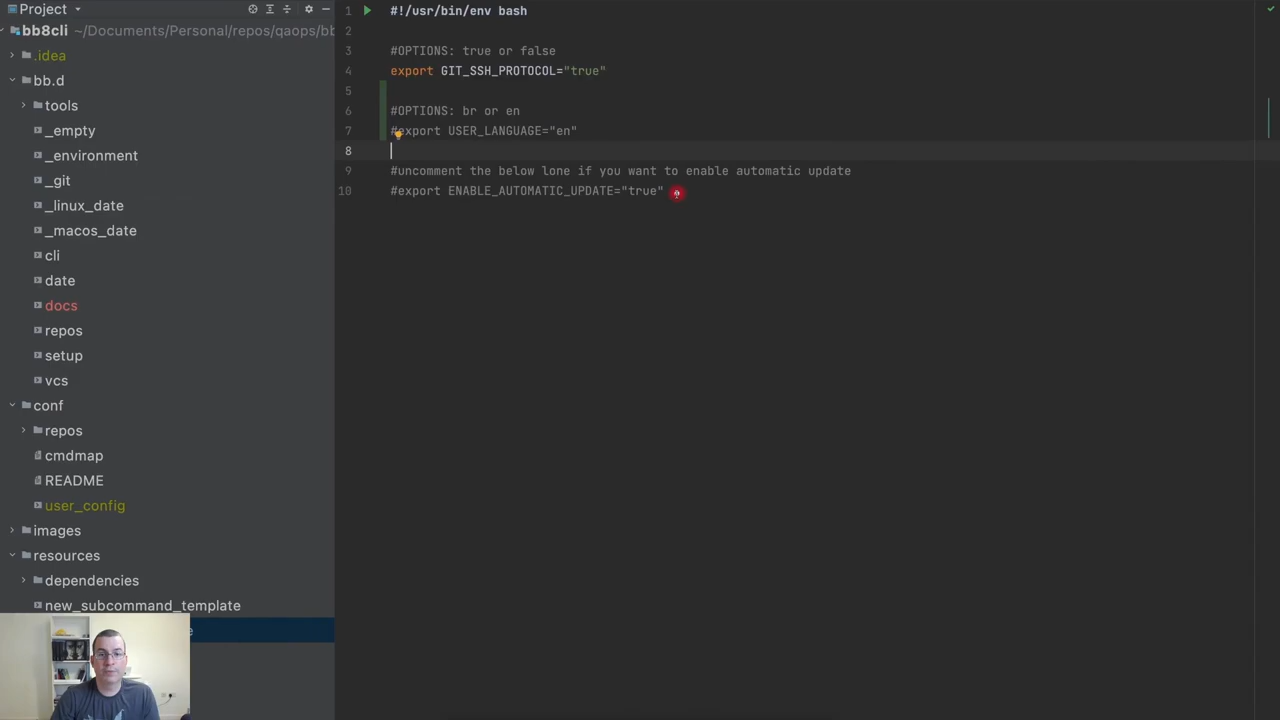 Project
bb8cli ~/Documents/Personal/repos/qaops/bb
.idea
bb.d
tools
_empty
_environment
_git
_linux_date
_macos_date
cli
date
docs
repos
setup
vcs
conf
repos
cmdmap
README
user_config
images
resources
dependencies
new_subcommand_template
1 #!/usr/bin/env bash
2
3 #OPTIONS: true or false
4 export GIT_SSH_PROTOCOL="true"
5
6 #OPTIONS: br or en
7 #export USER_LANGUAGE="en"
8
9 #uncomment the below lone if you want to enable automatic update
10 #export ENABLE_AUTOMATIC_UPDATE="true"